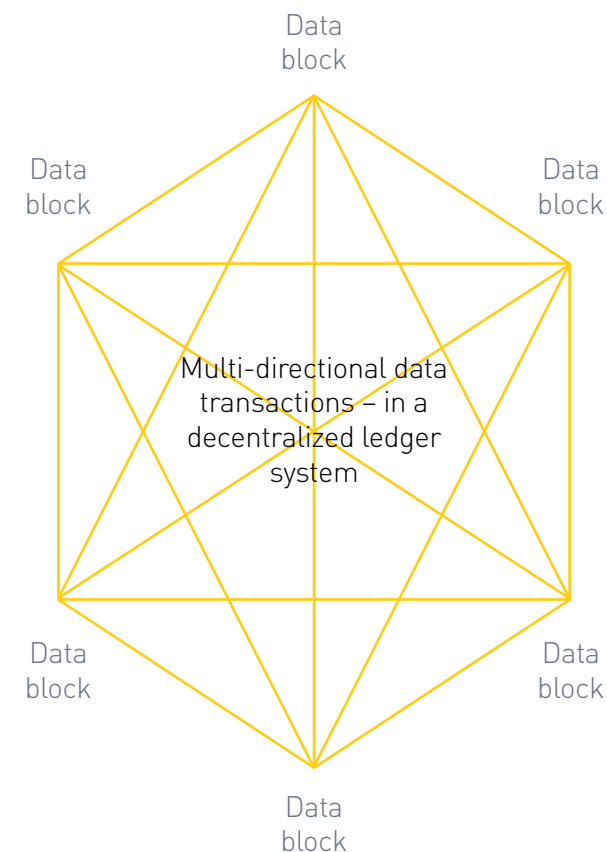 Data
block
Data
block
Data
block
Multi-directional data
transactions – in a
decentralized ledger
system
Data
block
Data
block
Data
block